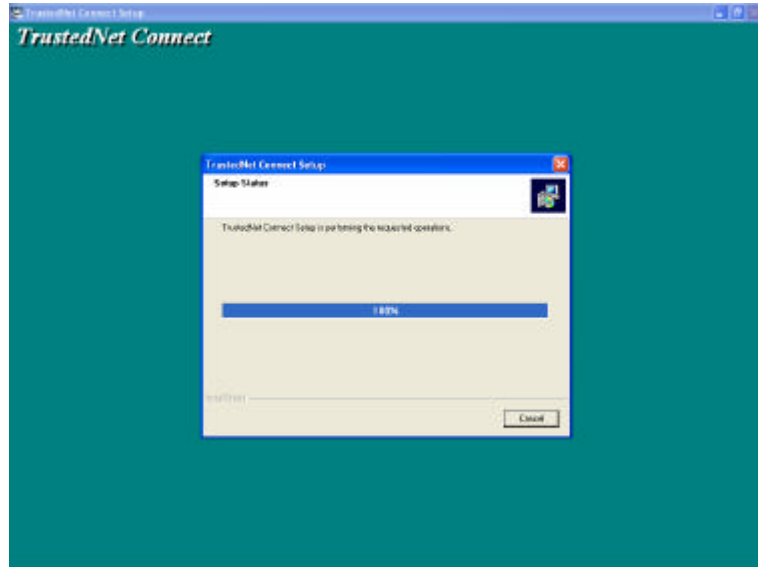 TrustedNet Connect Setup
TrustedNet Connect
TrustedNet Connect Setup
Setup Status
TrustedNet Connect Setup is performing the requested operations.
100%
InstallShield
Cancel